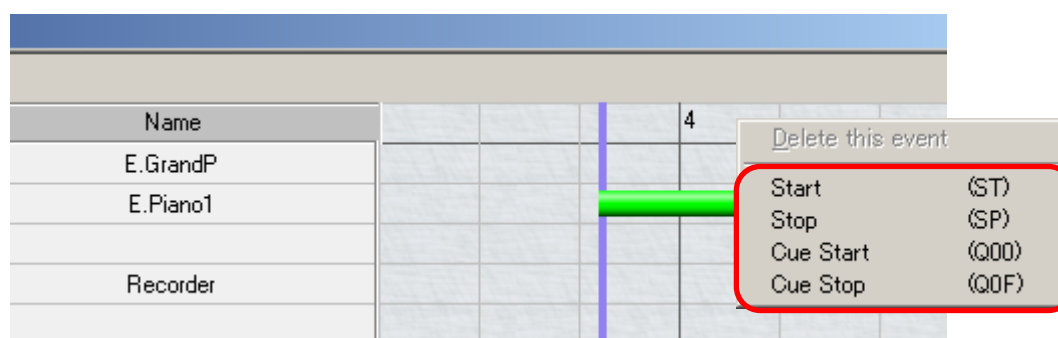 Name
4
E.GrandP
E.Piano1
Recorder
Delete this event
Start (ST)
Stop (SP)
Cue Start (Q00)
Cue Stop (Q0F)